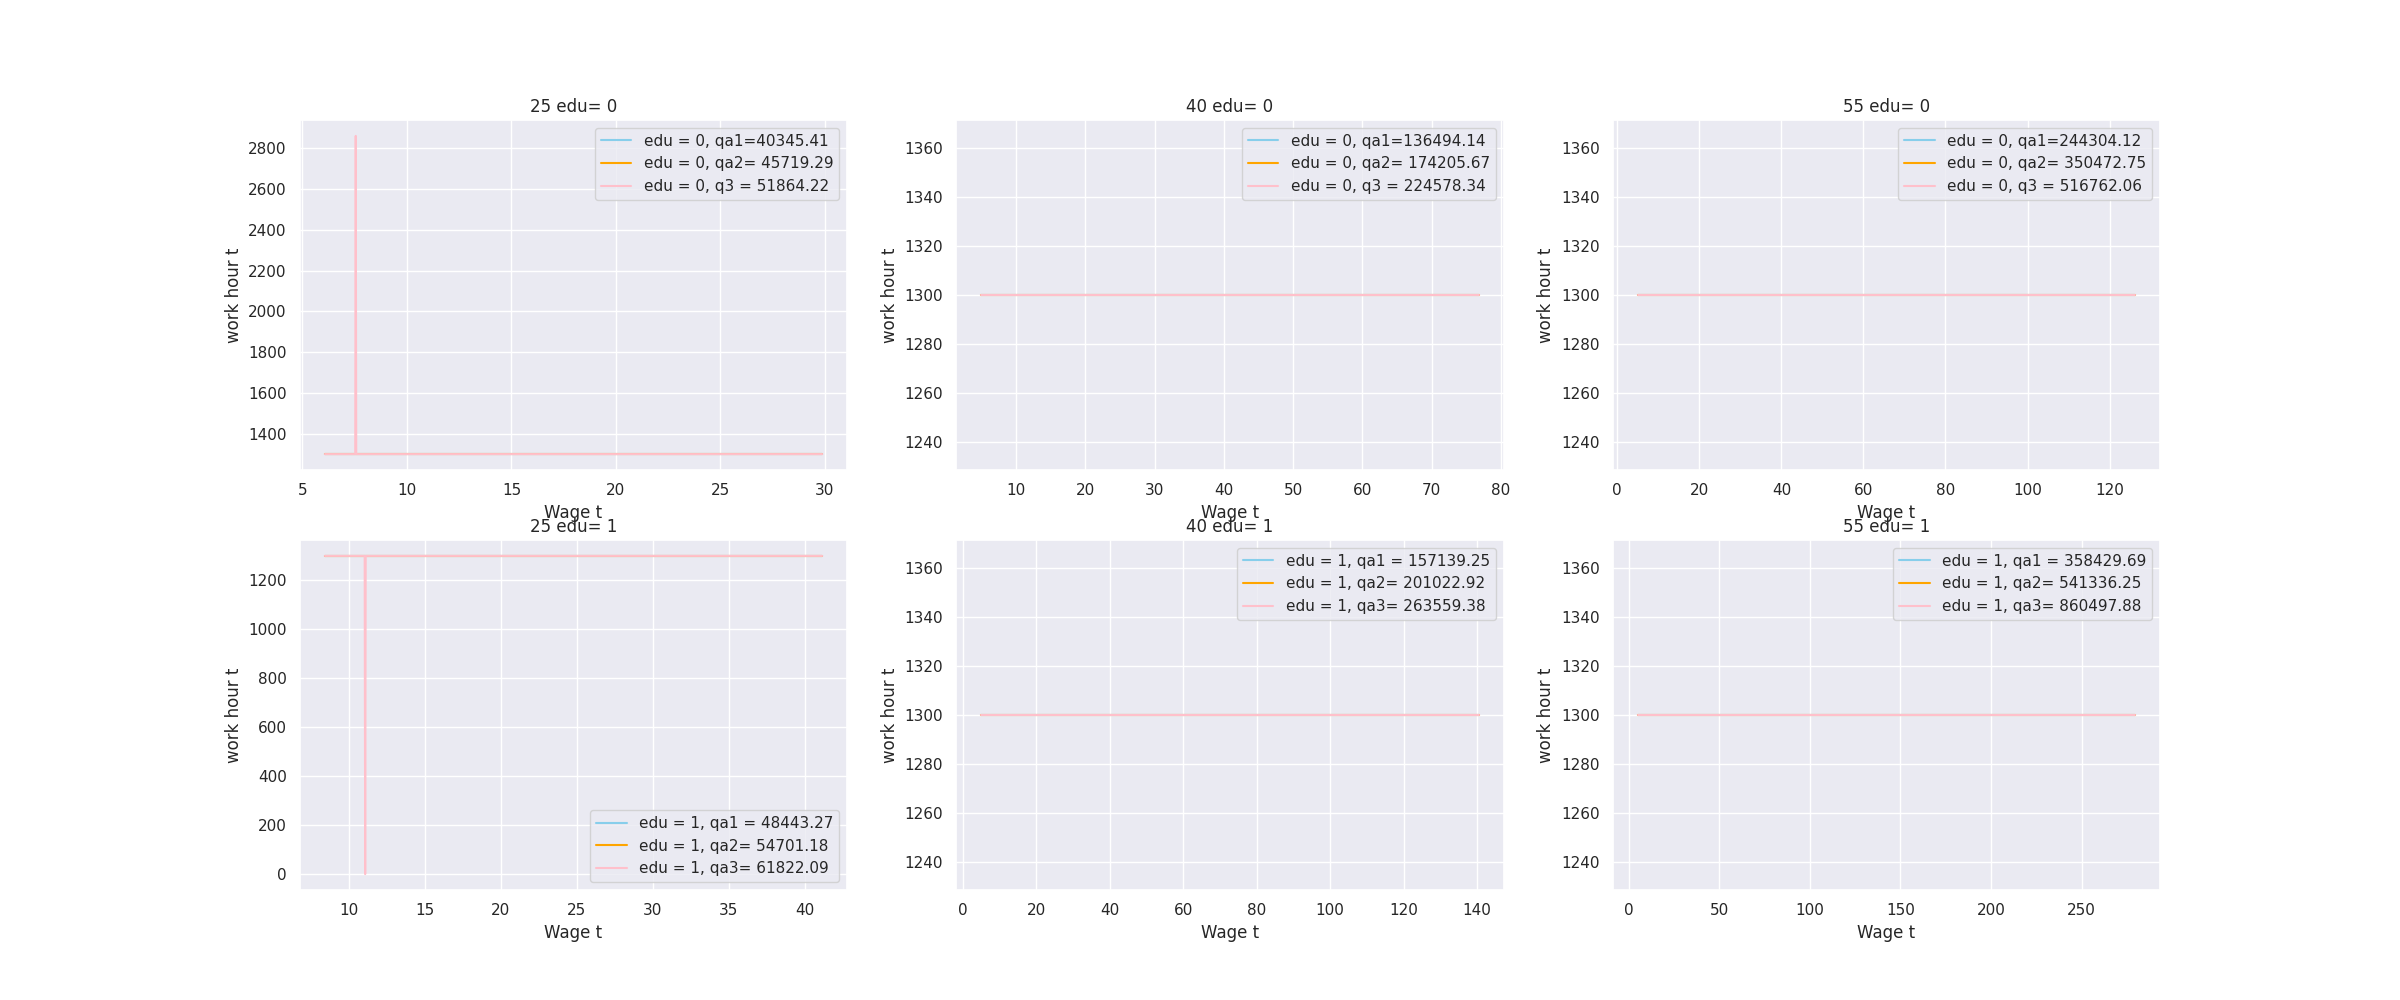 25 edu= 0
2800
2600
2400
2200
2000
1800
1600
1400
work hour t
edu = 0, qa1=40345.41
edu = 0, qa2= 45719.29
edu = 0, q3 = 51864.22
5 10 15 20 25 30
Wage t
40 edu= 0
1360
1340
1320
1300
1280
1260
1240
work hour t
edu = 0, qa1=136494.14
edu = 0, qa2= 174205.67
edu = 0, q3 = 224578.34
10 20 30 40 50 60 70 80
Wage t
55 edu= 0
1360
1340
1320
1300
1280
1260
1240
work hour t
edu = 0, qa1=244304.12
edu = 0, qa2= 350472.75
edu = 0, q3 = 516762.06
0 20 40 60 80 100 120
Wage t
25 edu= 1
1200
1000
800
600
400
200
0
work hour t
edu = 1, qa1 = 48443.27
edu = 1, qa2= 54701.18
edu = 1, qa3= 61822.09
10 15 20 25 30 35 40
Wage t
40 edu= 1
1360
1340
1320
1300
1280
1260
1240
work hour t
edu = 1, qa1 = 157139.25
edu = 1, qa2= 201022.92
edu = 1, qa3= 263559.38
0 20 40 60 80 100 120 140
Wage t
55 edu= 1
1360
1340
1320
1300
1280
1260
1240
work hour t
edu = 1, qa1 = 358429.69
edu = 1, qa2= 541336.25
edu = 1, qa3= 860497.88
0 50 100 150 200 250
Wage t